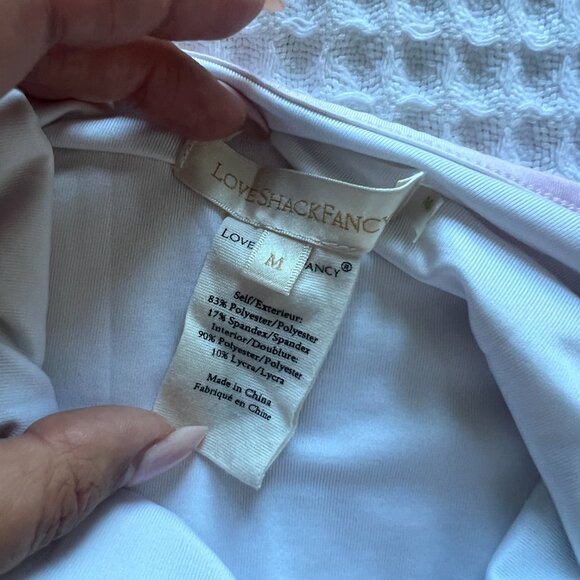 LOVESHACKFANCY
M
LOVE ANCY®
Self/Exterieur:
83% Polyester/Polyester
17% Spandex/Spandex
Interior/Doublure:
90% Polyester/Polyester
10% Lycra/Lycra
Made in China
Fabriqué en Chine